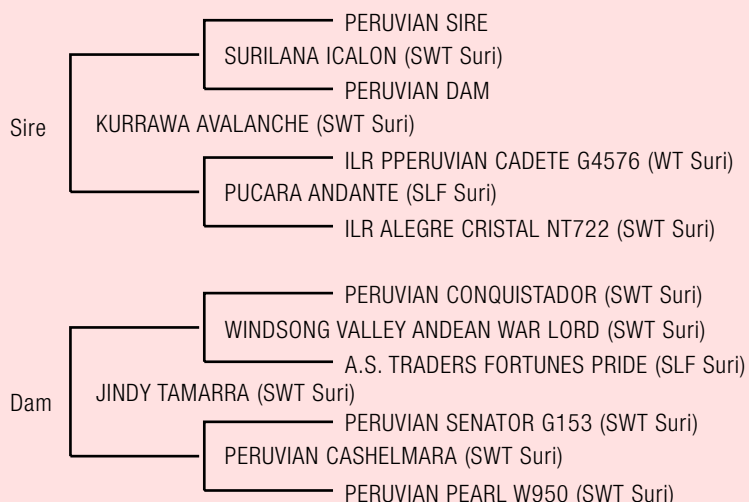 PERUVIAN SIRE
SURILANA ICALON (SWT Suri)
PERUVIAN DAM
Sire
KURRAWA AVALANCHE (SWT Suri)
ILR PPERUVIAN CADETE G4576 (WT Suri)
PUCARA ANDANTE (SLF Suri)
ILR ALEGRE CRISTAL NT722 (SWT Suri)
PERUVIAN CONQUISTADOR (SWT Suri)
WINDSONG VALLEY ANDEAN WAR LORD (SWT Suri)
A.S. TRADERS FORTUNES PRIDE (SLF Suri)
Dam
JINDY TAMARRA (SWT Suri)
PERUVIAN SENATOR G153 (SWT Suri)
PERUVIAN CASHELMARA (SWT Suri)
PERUVIAN PEARL W950 (SWT Suri)